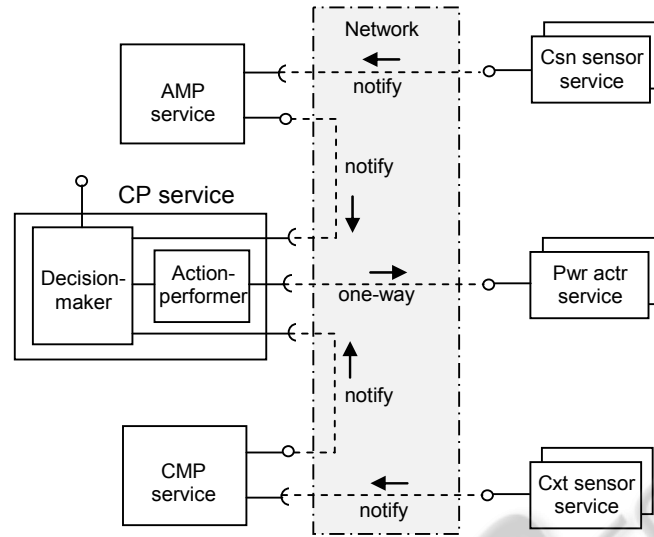 Network
AMP
service
notify
Csn sensor
service
notify
CP service
Decision-
maker
Action-
performer
one-way
Pwr actr
service
notify
CMP
service
notify
Cxt sensor
service